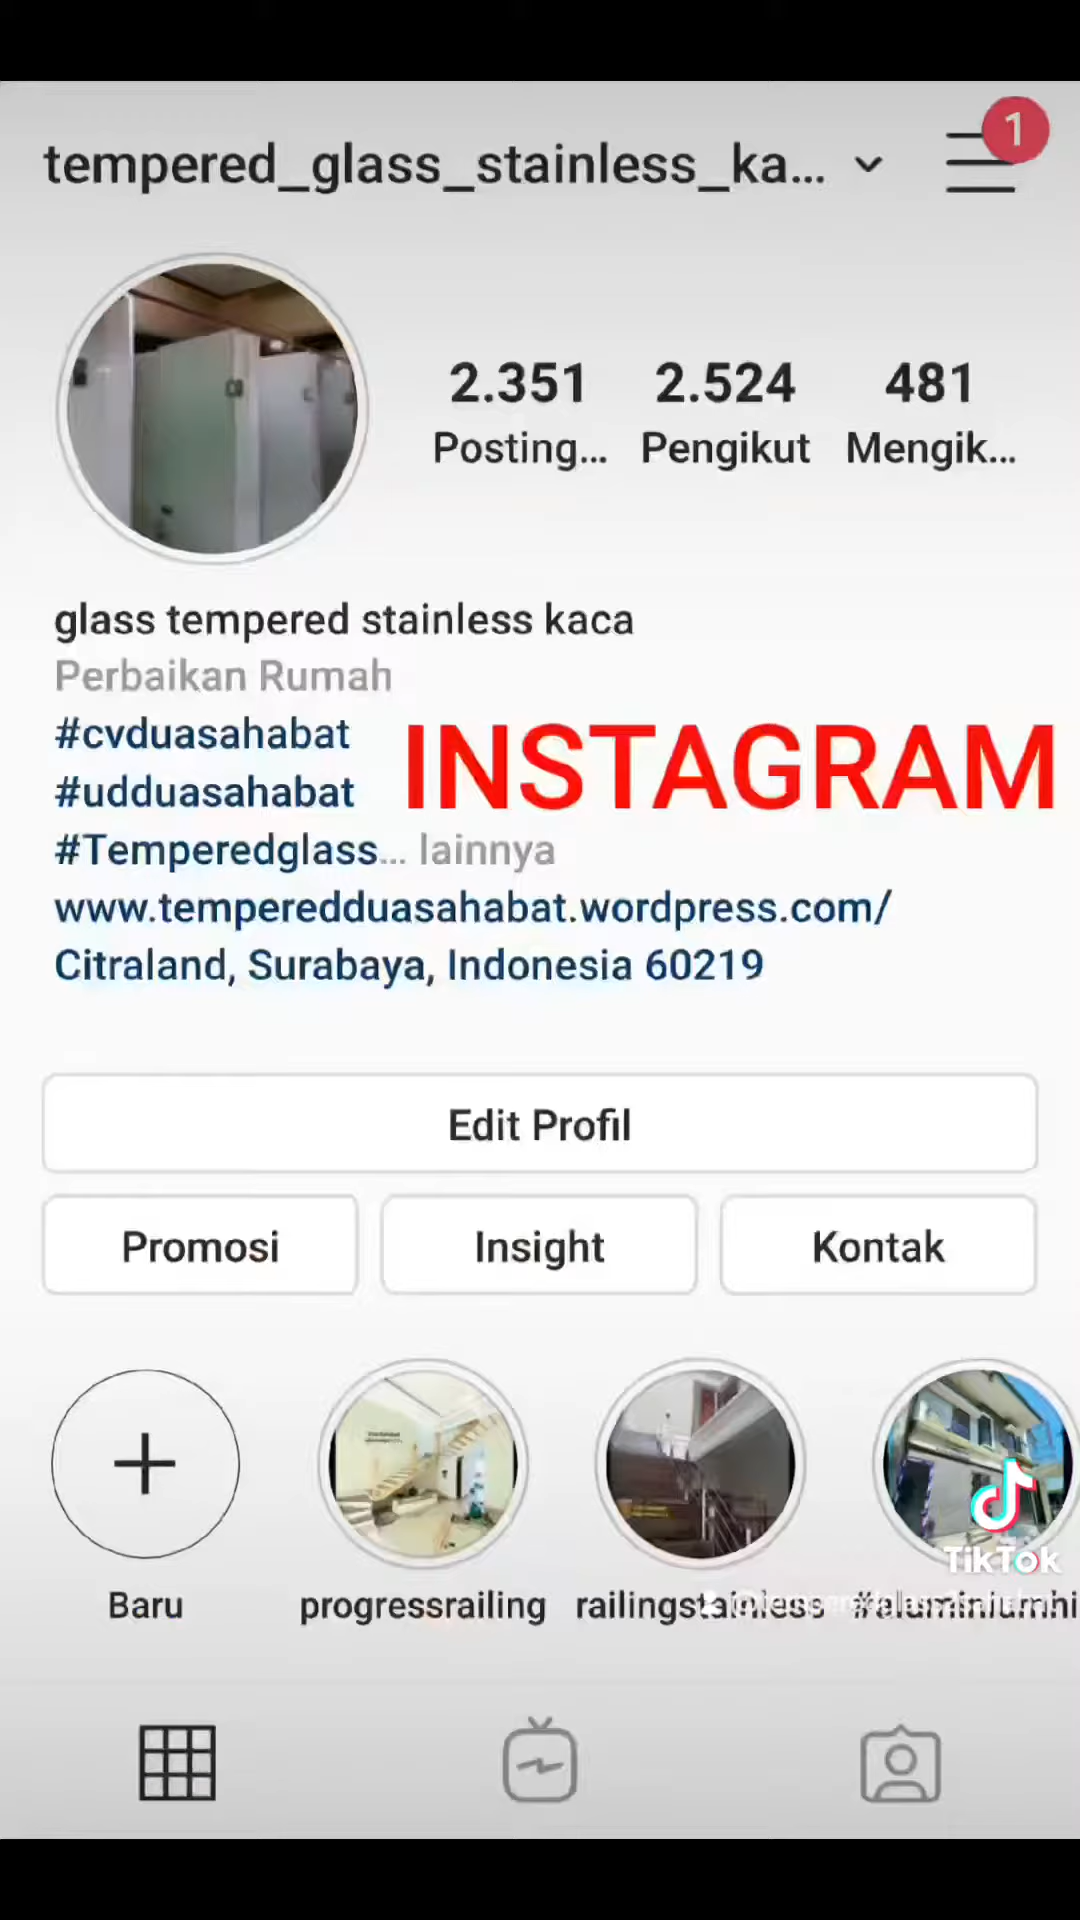 tempered_glass_stainless_ka...
1
2.351 2.524 481
Posting... Pengikut Mengik...
glass tempered stainless kaca
Perbaikan Rumah
#cvduasahabat
INSTAGRAM
#udduasahabat
#Temperedglass... lainnya
www.temperedduasahabat.wordpress.com/
Citraland, Surabaya, Indonesia 60219
Edit Profil
Promosi Insight Kontak
TikTok
Baru progressrailing railingstainless